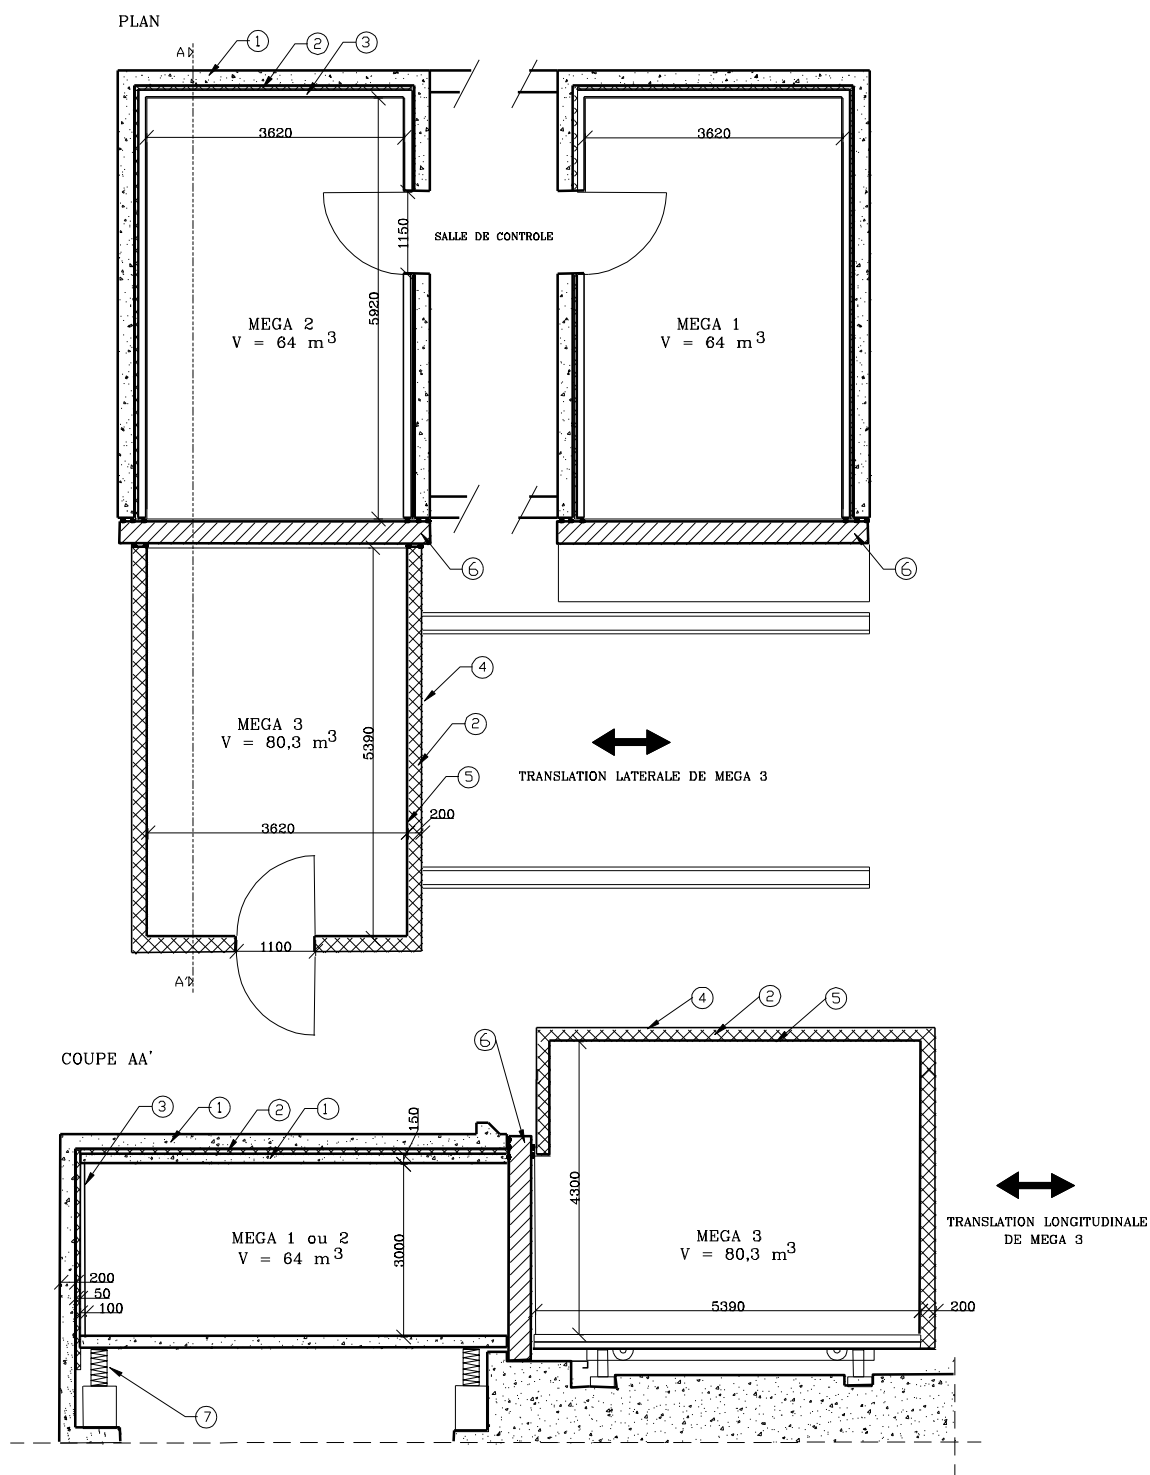 PLAN
A
1
2
3
3620
3620
1150
SALLE DE CONTROLE
5920
MEGA 2
V = 64 m3
MEGA 1
V = 64 m3
6
6
4
MEGA 3
V = 80,3 m3
2
5390
5
TRANSLATION LATERALE DE MEGA 3
200
3620
1100
A'
4
2
5
6
COUPE AA'
3
1
2
1
150
4300
3000
MEGA 1 ou 2
V = 64 m3
MEGA 3
V = 80,3 m3
TRANSLATION LONGITUDINALE
DE MEGA 3
200
50
100
5390
200
7